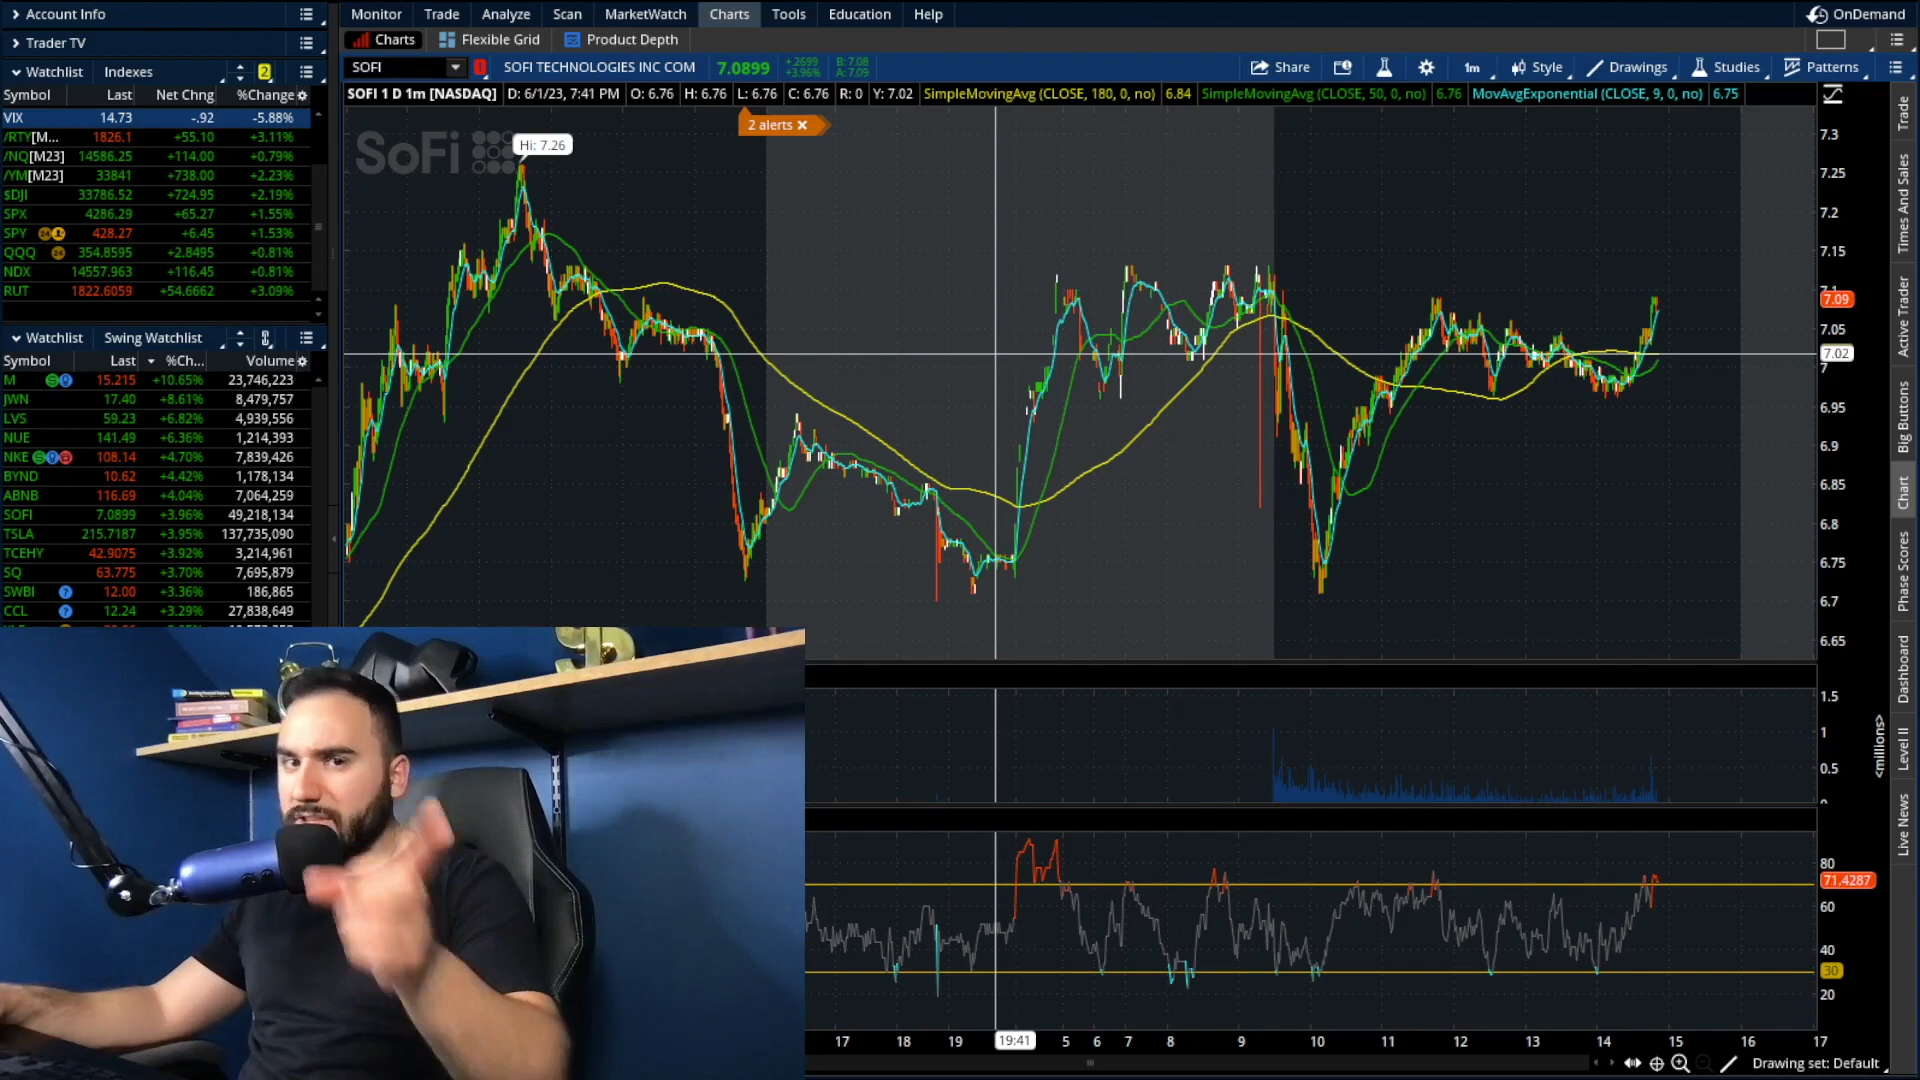 Account Info
Trader TV
Watchlist Indexes 2
Symbol Last Net Chng %Change
VIX 14.73 -.92 -5.88%
/RTY[M... 1826.1 +55.10 +3.11%
/NQ[M23] 14586.25 +114.00 +0.79%
/YM[M23] 33841 +738.00 +2.23%
$DJI 33786.52 +724.95 +2.19%
SPX 4286.29 +65.27 +1.55%
SPY 428.27 +6.45 +1.53%
QQQ 354.8595 +2.8495 +0.81%
NDX 14557.963 +116.45 +0.81%
RUT 1822.6059 +54.6662 +3.09%
Watchlist Swing Watchlist
Symbol Last %Ch... Volume
M 15.215 +10.65% 23,746,223
JWN 17.40 +8.61% 8,479,757
LVS 59.23 +6.82% 4,939,556
NUE 141.49 +6.36% 1,214,393
NKE 108.14 +4.70% 7,839,426
BYND 10.62 +4.42% 1,178,134
ABNB 116.69 +4.04% 7,064,259
SOFI 7.0899 +3.96% 49,218,134
TSLA 215.7187 +3.95% 137,735,090
TCEHY 42.9075 +3.92% 3,214,961
SQ 63.775 +3.70% 7,695,879
SWBI 12.00 +3.36% 186,865
CCL 12.24 +3.29% 27,838,649
Monitor Trade Analyze Scan MarketWatch Charts Tools Education Help OnDemand
Charts Flexible Grid Product Depth
SOFI SOFI TECHNOLOGIES INC COM 7.0899 +.2699 +3.96% B: 7.08 A: 7.09 Share 1m Style Drawings Studies Patterns
SOFI 1 D 1m [NASDAQ] D: 6/1/23, 7:41 PM O: 6.76 H: 6.76 L: 6.76 C: 6.76 R: 0 Y: 7.02 SimpleMovingAvg (CLOSE, 180, 0, no) 6.84 SimpleMovingAvg (CLOSE, 50, 0, no) 6.76 MovAvgExponential (CLOSE, 9, 0, no) 6.75
2 alerts
SoFi
Hi: 7.26
7.3
7.25
7.2
7.15
7.1
7.09
7.05
7.02
7
6.95
6.9
6.85
6.8
6.75
6.7
6.65
1.5
1
0.5
0
<millions>
80
71.4287
60
40
30
20
17 18 19 19:41 5 6 7 8 9 10 11 12 13 14 15 16 17
Drawing set: Default
Trade
Times And Sales
Active Trader
Big Buttons
Chart
Phase Scores
Dashboard
Level II
Live News